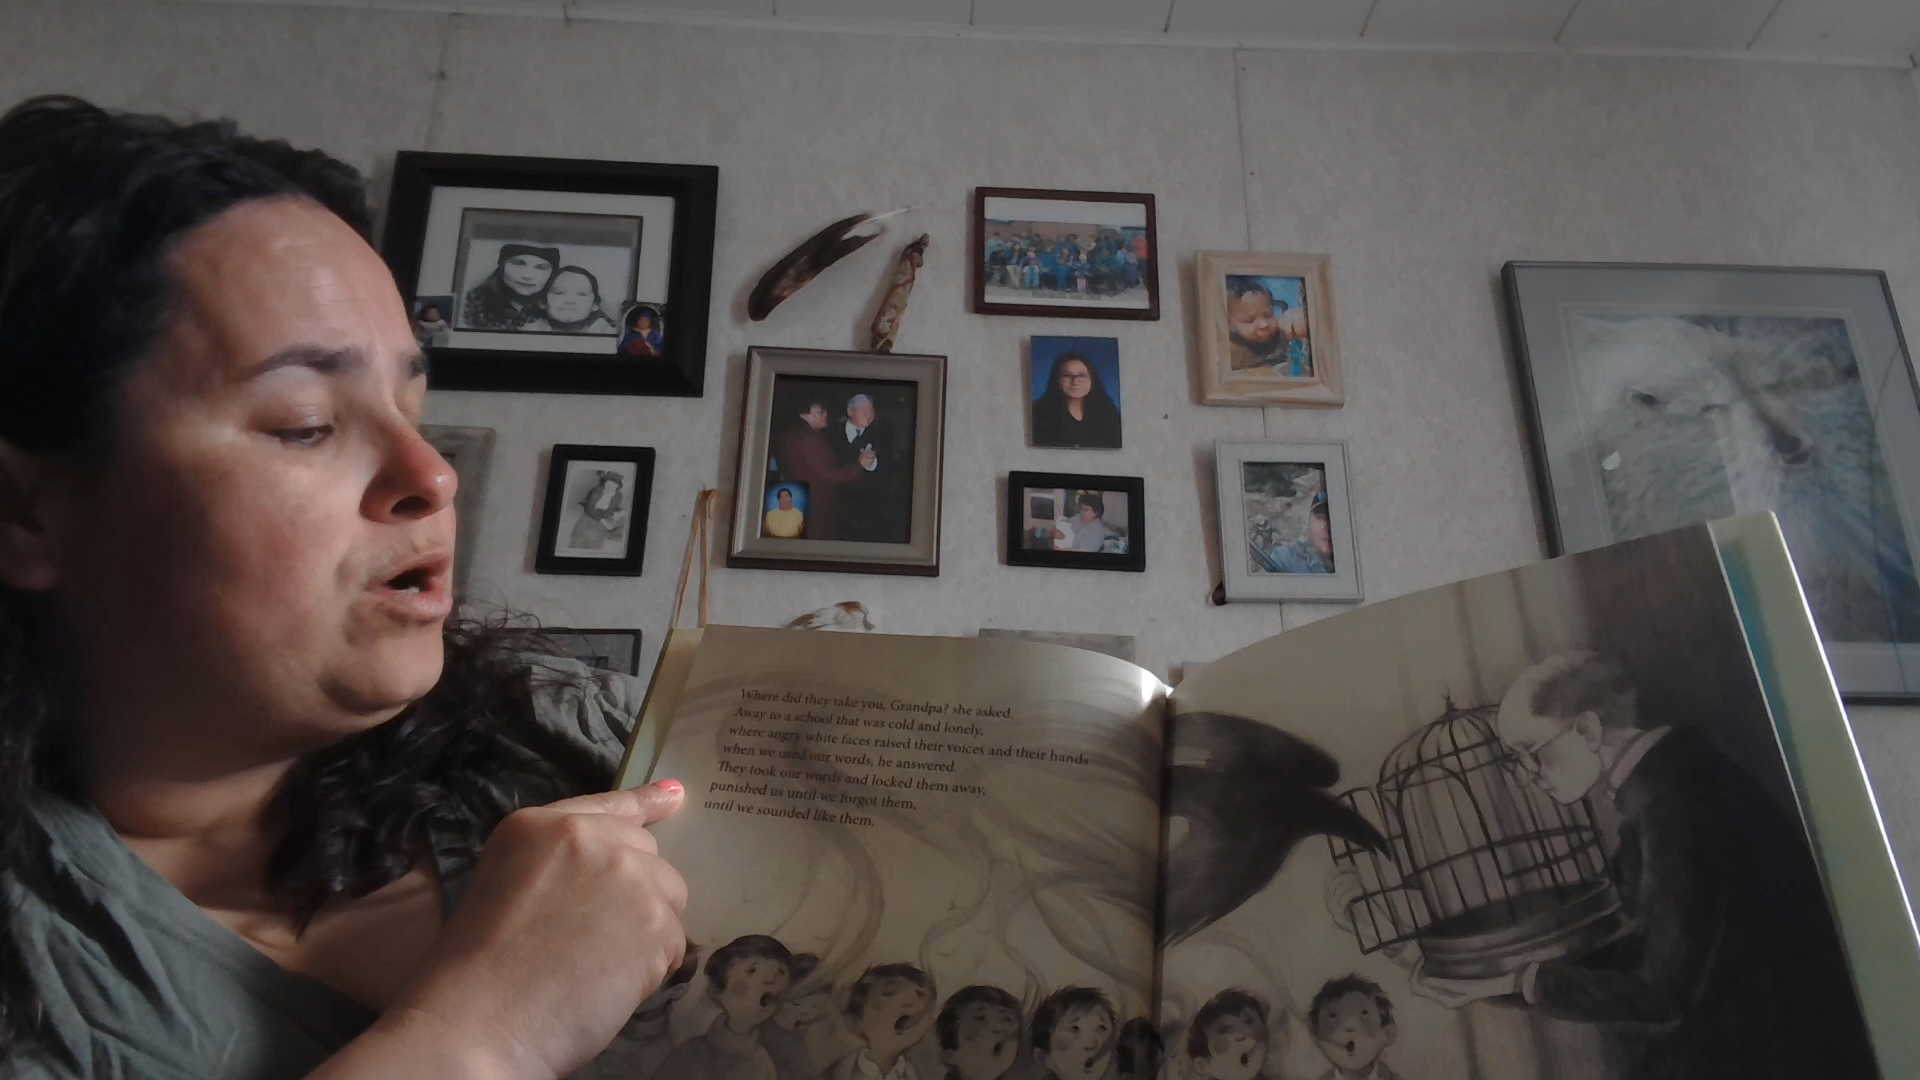 Where did they take you, Grandpa? she asked.
Away to a school that was cold and lonely,
where angry white faces raised their voices and their hands
when we used our words, he answered.
They took our words and locked them away,
punished us until we forgot them,
until we sounded like them.